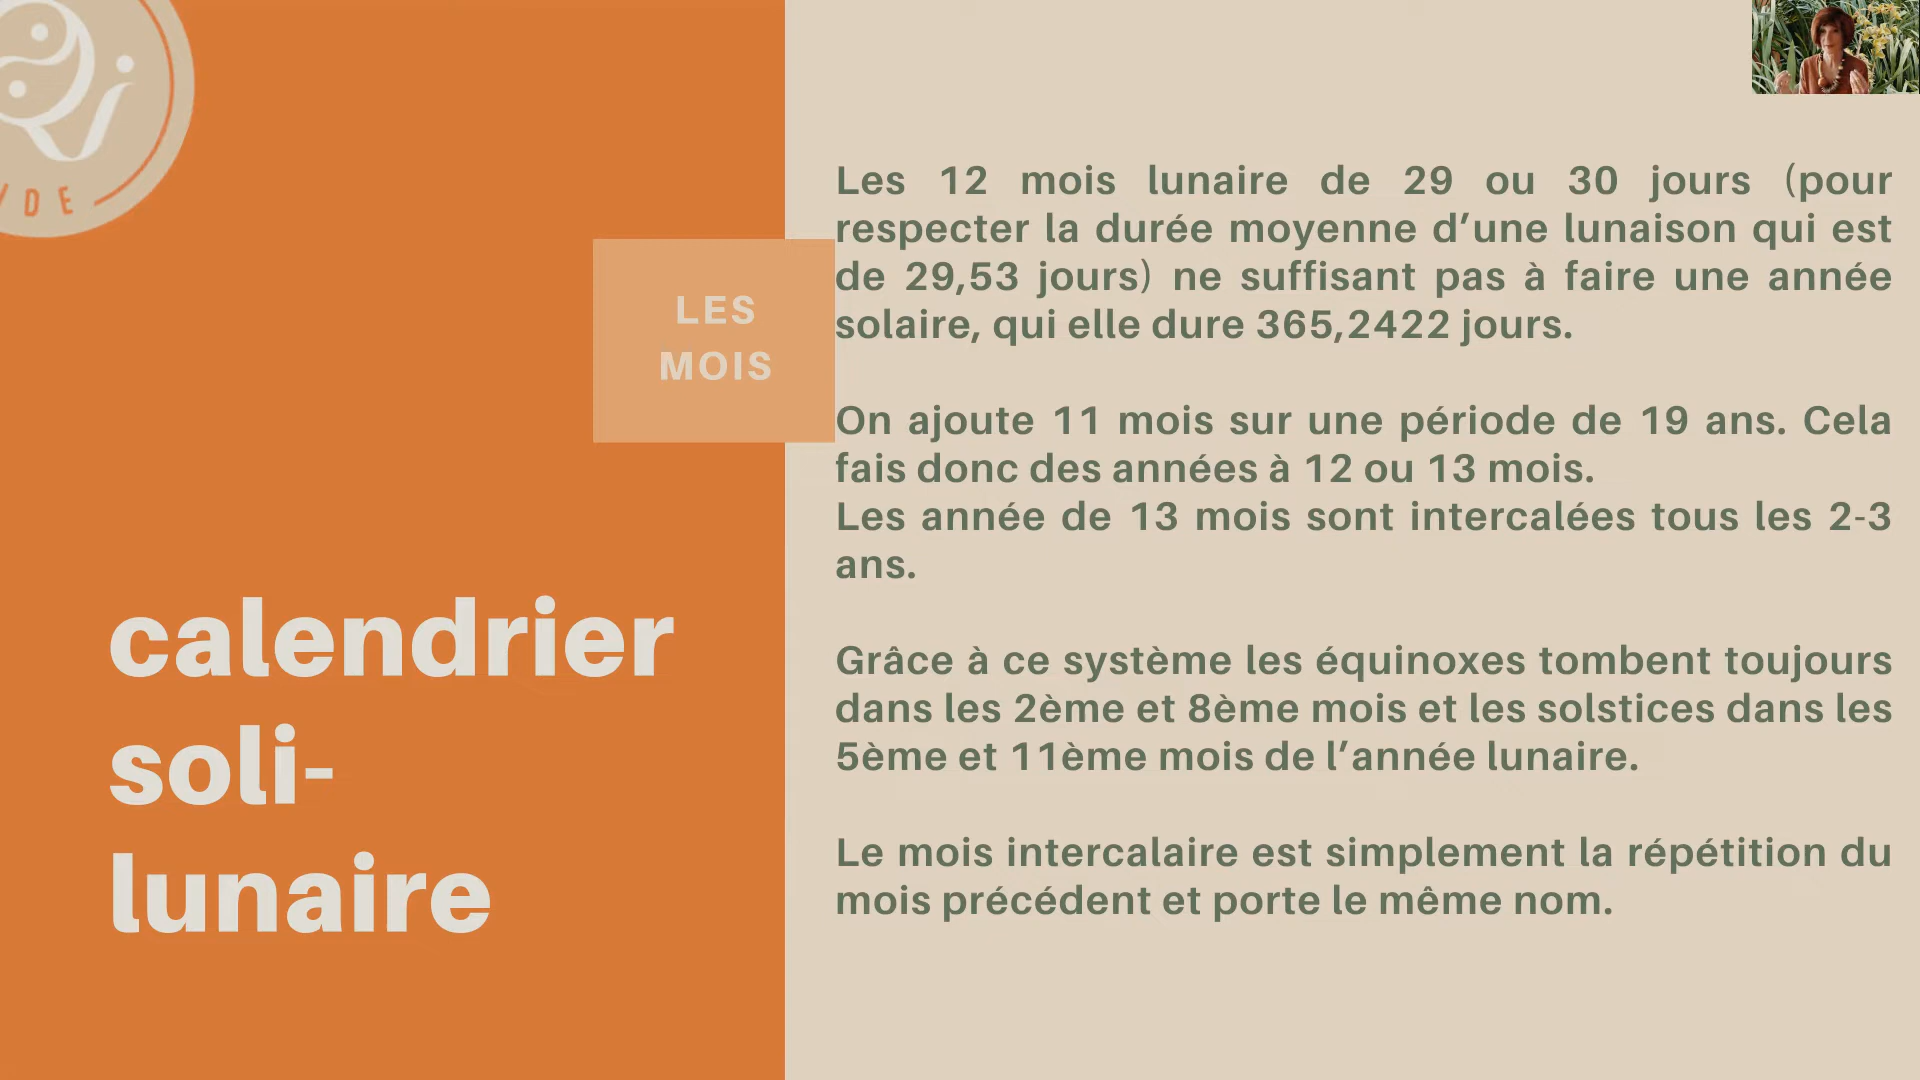 Qi
YDE
LES
MOIS
calendrier
soli-
lunaire
Les 12 mois lunaire de 29 ou 30 jours (pour
respecter la durée moyenne d’une lunaison qui est
de 29,53 jours) ne suffisant pas à faire une année
solaire, qui elle dure 365,2422 jours.
On ajoute 11 mois sur une période de 19 ans. Cela
fais donc des années à 12 ou 13 mois.
Les année de 13 mois sont intercalées tous les 2-3
ans.
Grâce à ce système les équinoxes tombent toujours
dans les 2ème et 8ème mois et les solstices dans les
5ème et 11ème mois de l’année lunaire.
Le mois intercalaire est simplement la répétition du
mois précédent et porte le même nom.